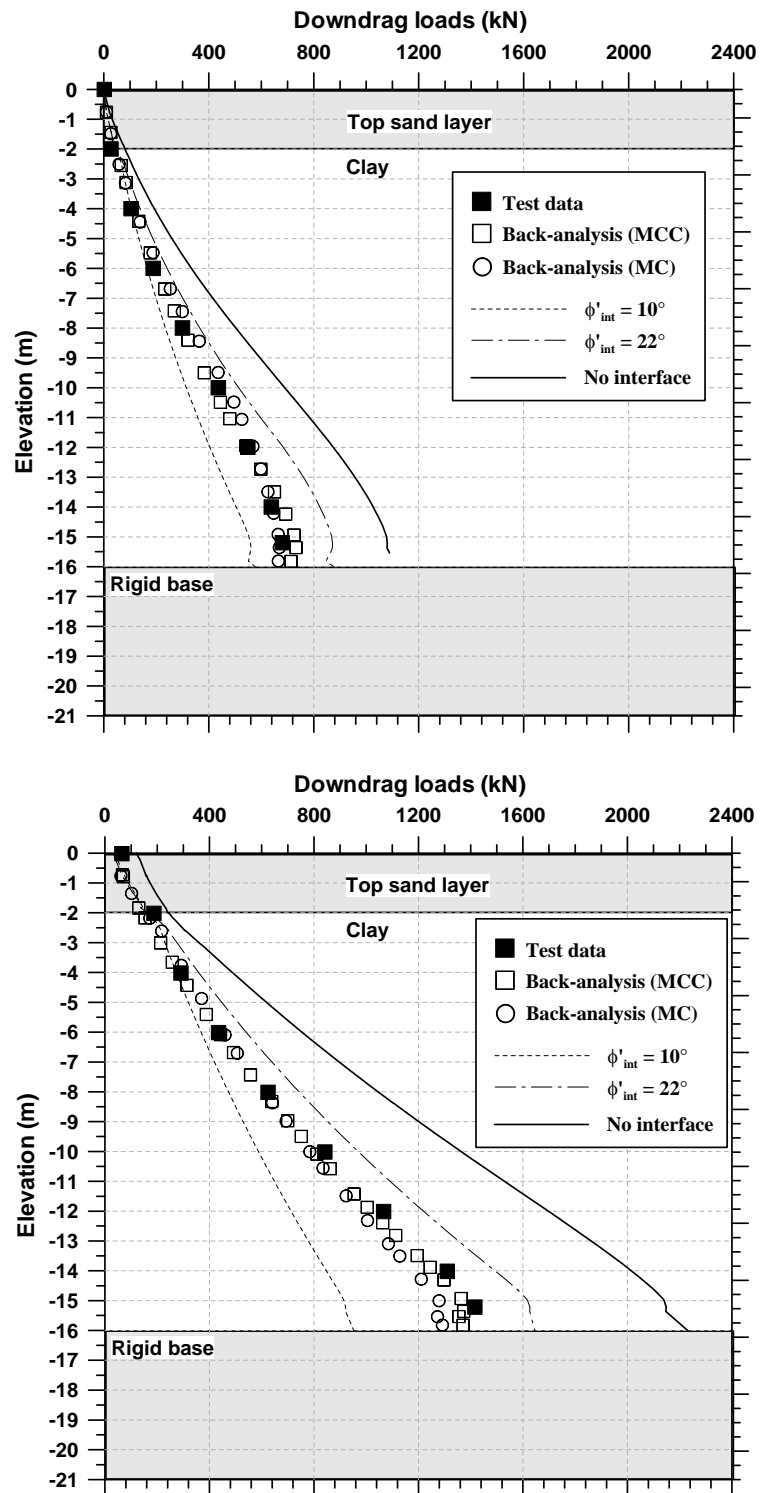 Downdrag loads (kN)
0 400 800 1200 1600 2000 2400
Elevation (m)
0
-1
-2
-3
-4
-5
-6
-7
-8
-9
-10
-11
-12
-13
-14
-15
-16
-17
-18
-19
-20
-21
Top sand layer
Clay
Test data
Back-analysis (MCC)
Back-analysis (MC)
ϕ'int = 10°
ϕ'int = 22°
No interface
Rigid base
Downdrag loads (kN)
0 400 800 1200 1600 2000 2400
Elevation (m)
0
-1
-2
-3
-4
-5
-6
-7
-8
-9
-10
-11
-12
-13
-14
-15
-16
-17
-18
-19
-20
-21
Top sand layer
Clay
Test data
Back-analysis (MCC)
Back-analysis (MC)
ϕ'int = 10°
ϕ'int = 22°
No interface
Rigid base